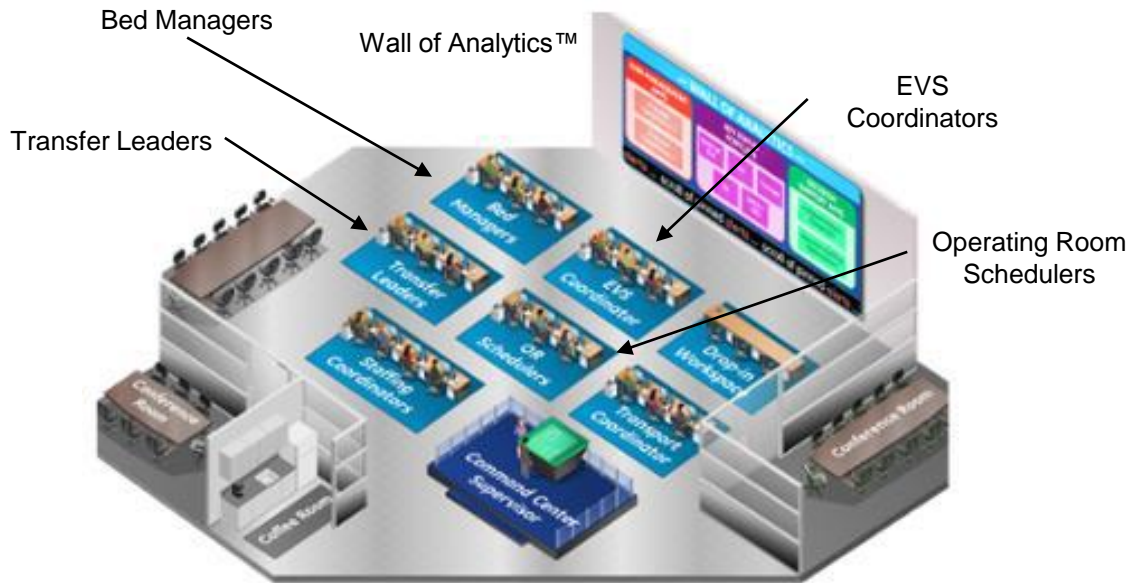 Bed Managers
Wall of Analytics™
EVS
Coordinators
Transfer Leaders
Operating Room
Schedulers
WALL OF ANALYTICS
Bed
Managers
Transfer
Leaders
EVS
Coordinator
OR
Schedulers
Drop-in
Workspace
Staffing
Coordinators
Transport
Coordinator
Conference
Room
Conference Room
Command Center
Supervisor
Coffee Room